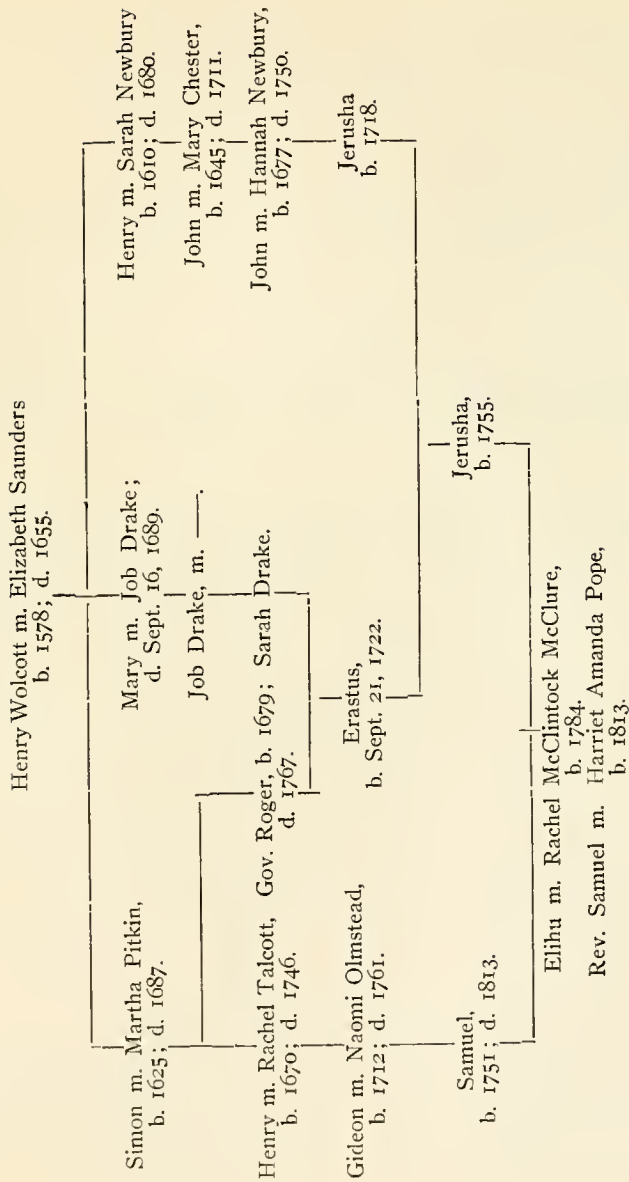 Henry Wolcott m. Elizabeth Saunders
b. 1578; d. 1655.
Simon m. Martha Pitkin,
b. 1625; d. 1687.
Mary m. Job Drake;
d. Sept. 16, 1689.
Henry m. Sarah Newbury
b. 1610; d. 1680.
Job Drake, m. —.
John m. Mary Chester,
b. 1645; d. 1711.
Henry m. Rachel Talcott,
b. 1670; d. 1746.
Gov. Roger, b. 1679; Sarah Drake.
d. 1767.
John m. Hannah Newbury,
b. 1677; d. 1750.
Gideon m. Naomi Olmstead,
b. 1712; d. 1761.
Erastus,
b. Sept. 21, 1722.
Jerusha
b. 1718.
Samuel,
b. 1751; d. 1813.
Jerusha,
b. 1755.
Elihu m. Rachel McClintock McClure,
b. 1784.
Rev. Samuel m. Harriet Amanda Pope,
b. 1813.